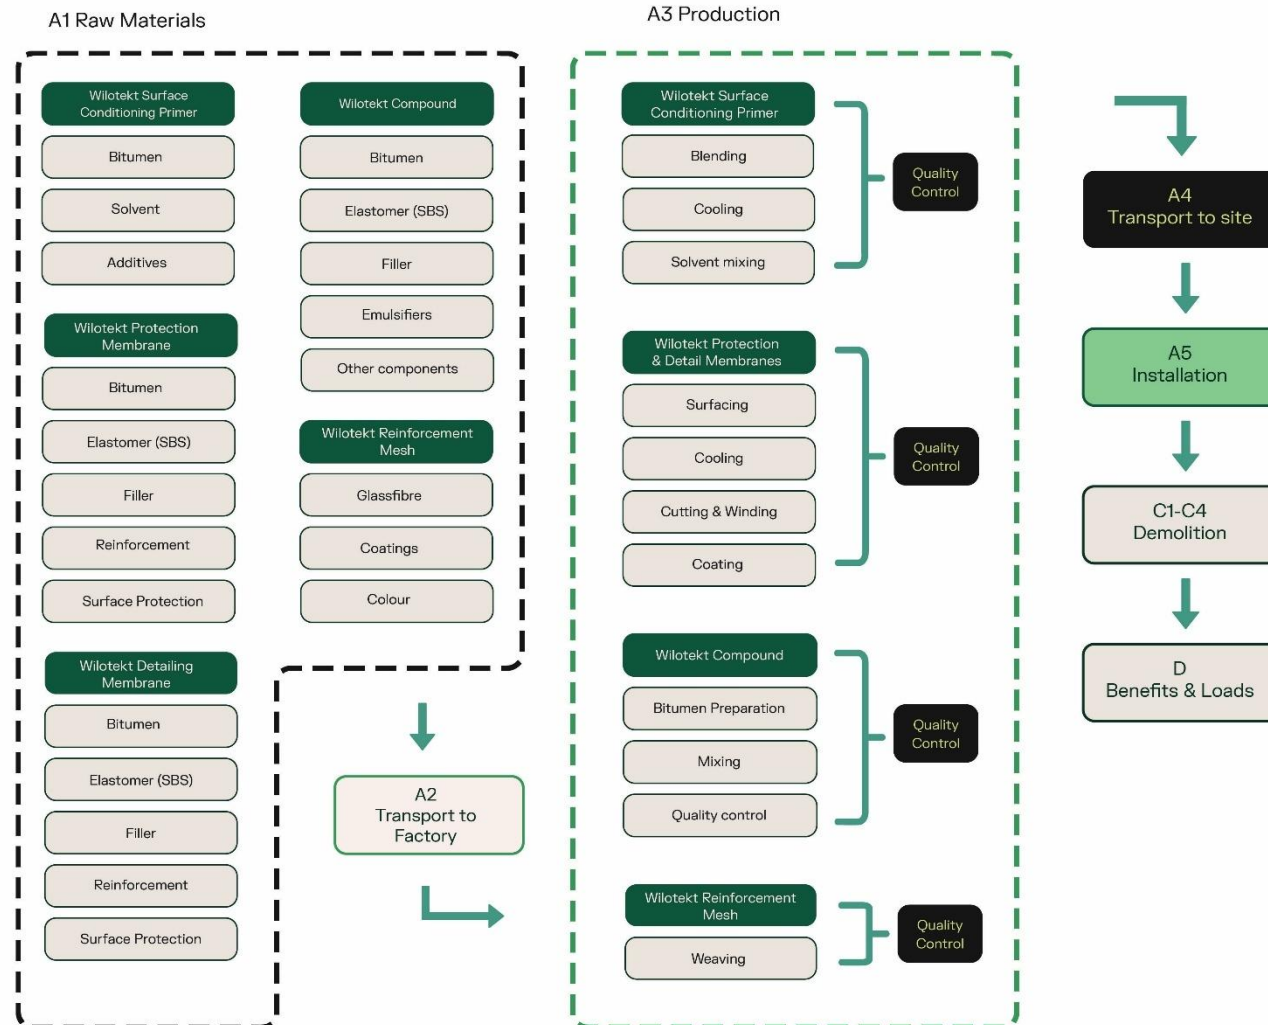 A1 Raw Materials
Wilotekt Surface
Conditioning Primer
Bitumen
Solvent
Additives
Wilotekt Protection
Membrane
Bitumen
Elastomer (SBS)
Filler
Reinforcement
Surface Protection
Wilotekt Detailing
Membrane
Bitumen
Elastomer (SBS)
Filler
Reinforcement
Surface Protection
Wilotekt Compound
Bitumen
Elastomer (SBS)
Filler
Emulsifiers
Other components
Wilotekt Reinforcement
Mesh
Glassfibre
Coatings
Colour
A2
Transport to
Factory
A3 Production
Wilotekt Surface
Conditioning Primer
Blending
Cooling
Solvent mixing
Quality
Control
Wilotekt Protection
& Detail Membranes
Surfacing
Cooling
Cutting & Winding
Coating
Quality
Control
Wilotekt Compound
Bitumen Preparation
Mixing
Quality control
Quality
Control
Wilotekt Reinforcement
Mesh
Weaving
Quality
Control
A4
Transport to site
A5
Installation
C1-C4
Demolition
D
Benefits & Loads